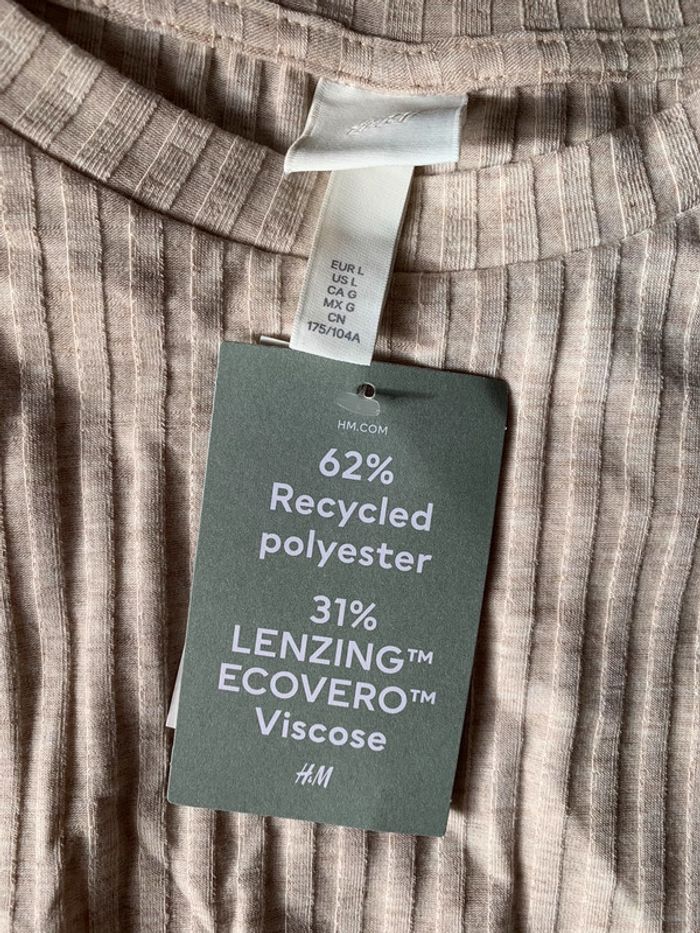 H&M
EUR L
US L
CA G
MX G
CN
175/104A
HM.COM
62%
Recycled
polyester
31%
LENZING™
ECOVERO™
Viscose
H&M